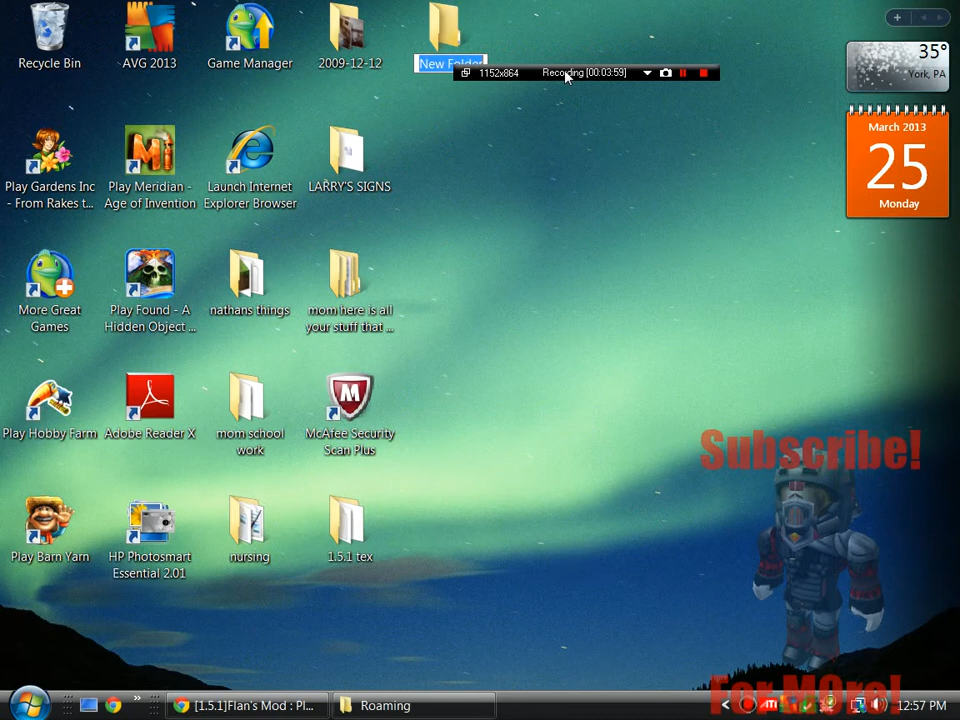 Recycle Bin
AVG 2013
Game Manager
2009-12-12
New Folder
1152x864
Recording [00:03:59]
35°
York, PA
March 2013
25
Monday
Play Gardens Inc
- From Rakes t...
Play Meridian -
Age of Invention
Launch Internet
Explorer Browser
LARRY'S SIGNS
More Great
Games
Play Found - A
Hidden Object ...
nathans things
mom here is all
your stuff that ...
Play Hobby Farm
Adobe Reader X
mom school
work
McAfee Security
Scan Plus
Subscribe!
Play Barn Yarn
HP Photosmart
Essential 2.01
nursing
1.5.1 tex
For M0re!
[1.5.1]Flan's Mod : Pl...
Roaming
ATI
12:57 PM